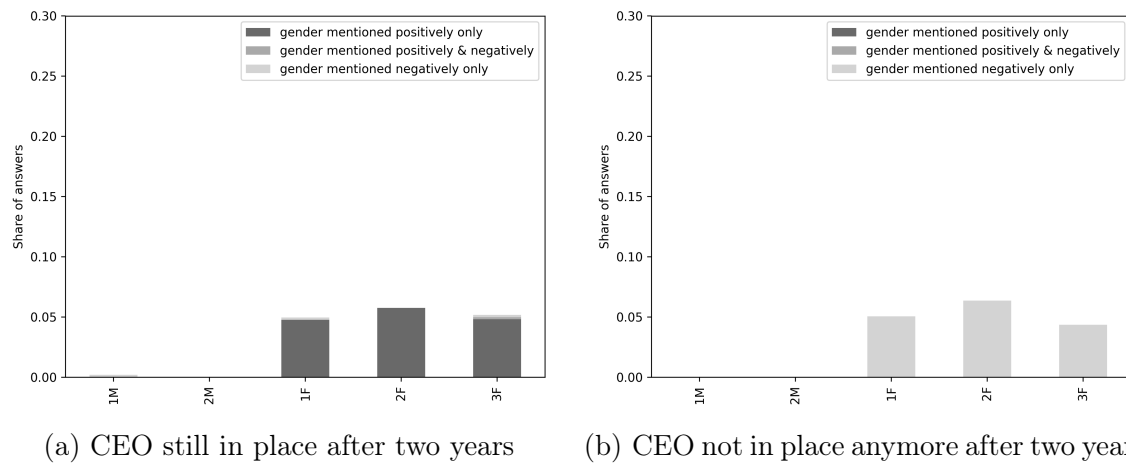 0.30
0.25
0.20
0.15
0.10
0.05
0.00
Share of answers
gender mentioned positively only
gender mentioned positively & negatively
gender mentioned negatively only
1M
2M
1F
2F
3F
(a) CEO still in place after two years
0.30
0.25
0.20
0.15
0.10
0.05
0.00
Share of answers
gender mentioned positively only
gender mentioned positively & negatively
gender mentioned negatively only
1M
2M
1F
2F
3F
(b) CEO not in place anymore after two year